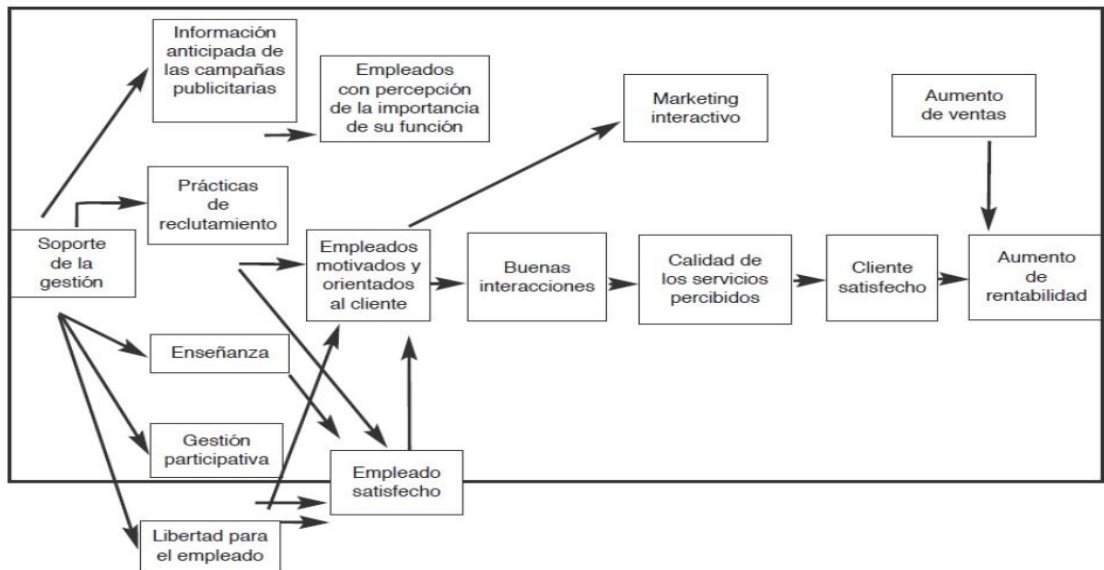 Información
anticipada de
las campañas
publicitarias
Empleados
con percepción
de la importancia
de su función
Marketing
interactivo
Aumento
de ventas
Prácticas
de
reclutamiento
Soporte
de la
gestión
Empleados
motivados y
orientados
al cliente
Buenas
interacciones
Calidad de
los servicios
percibidos
Cliente
satisfecho
Aumento
de
rentabilidad
Enseñanza
Gestión
participativa
Empleado
satisfecho
Libertad para
el empleado